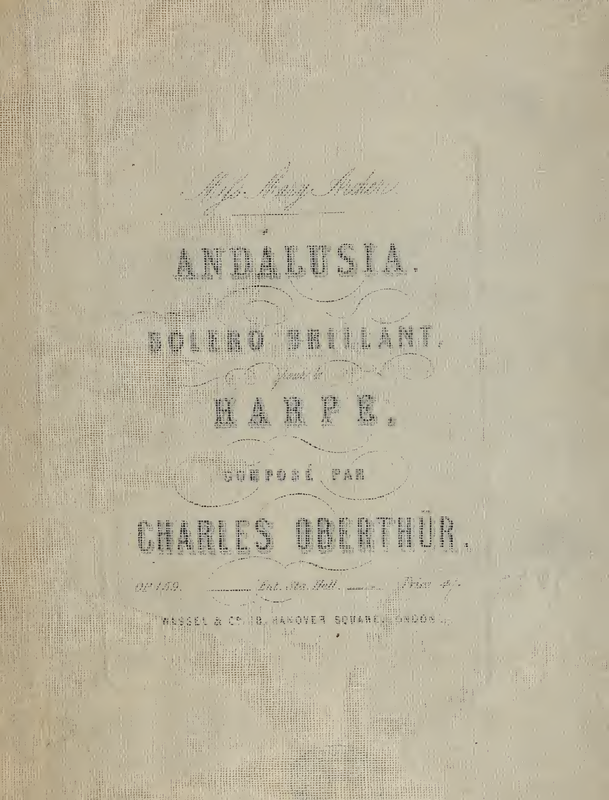 Miss Mary
ANDALUSIA.
BOLERO BRILLANT,
pour la
HARPE,
COMPOSÉ PAR
CHARLES OBERTHÜR.
OP. 159. Ent. Sta. Hall. Price
WESSEL & Co. 18, HANOVER SQUARE, LONDON.